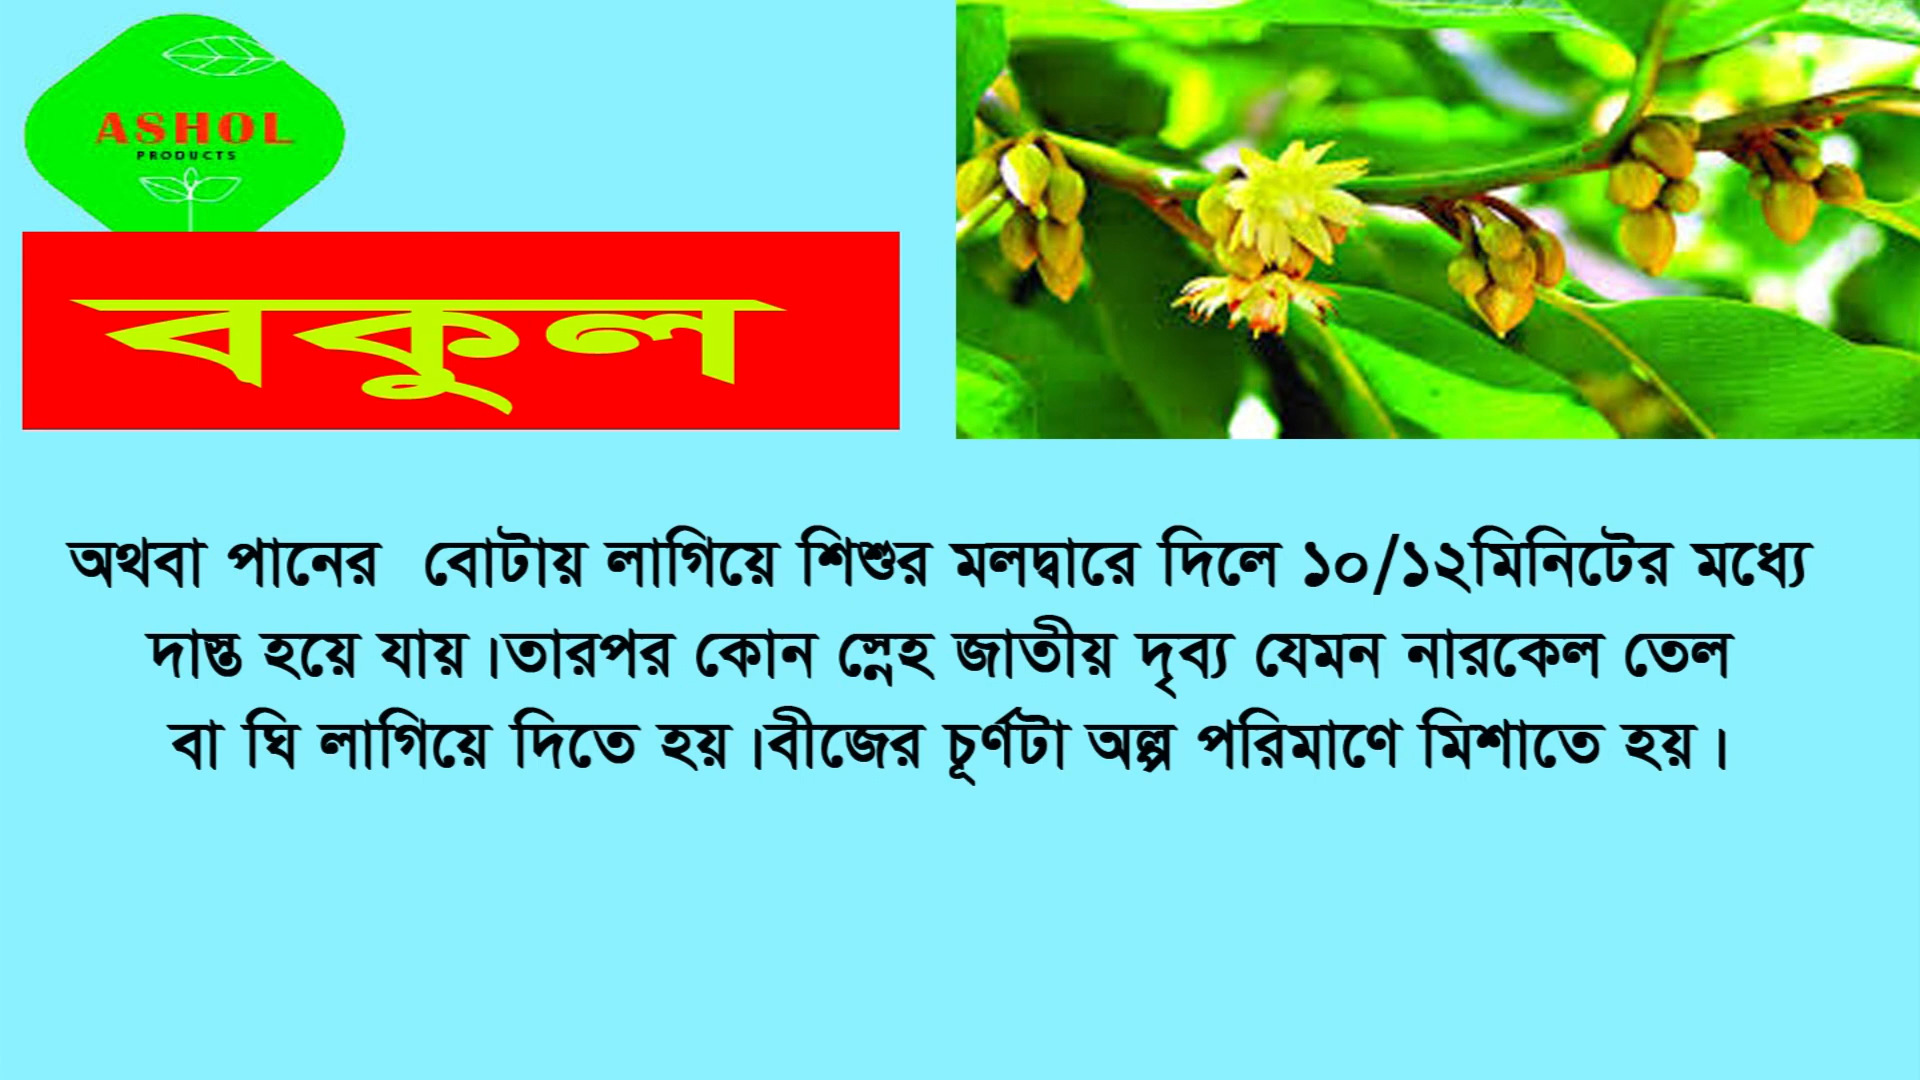 ASHOL
PRODUCTS
বকুল
অথবা পানের বোটায় লাগিয়ে শিশুর মলদ্বারে দিলে ১০/১২মিনিটের মধ্যে
দাস্ত হয়ে যায়।তারপর কোন স্নেহ জাতীয় দৃব্য যেমন নারকেল তেল
বা ঘি লাগিয়ে দিতে হয়।বীজের চূর্ণটা অল্প পরিমাণে মিশাতে হয়।